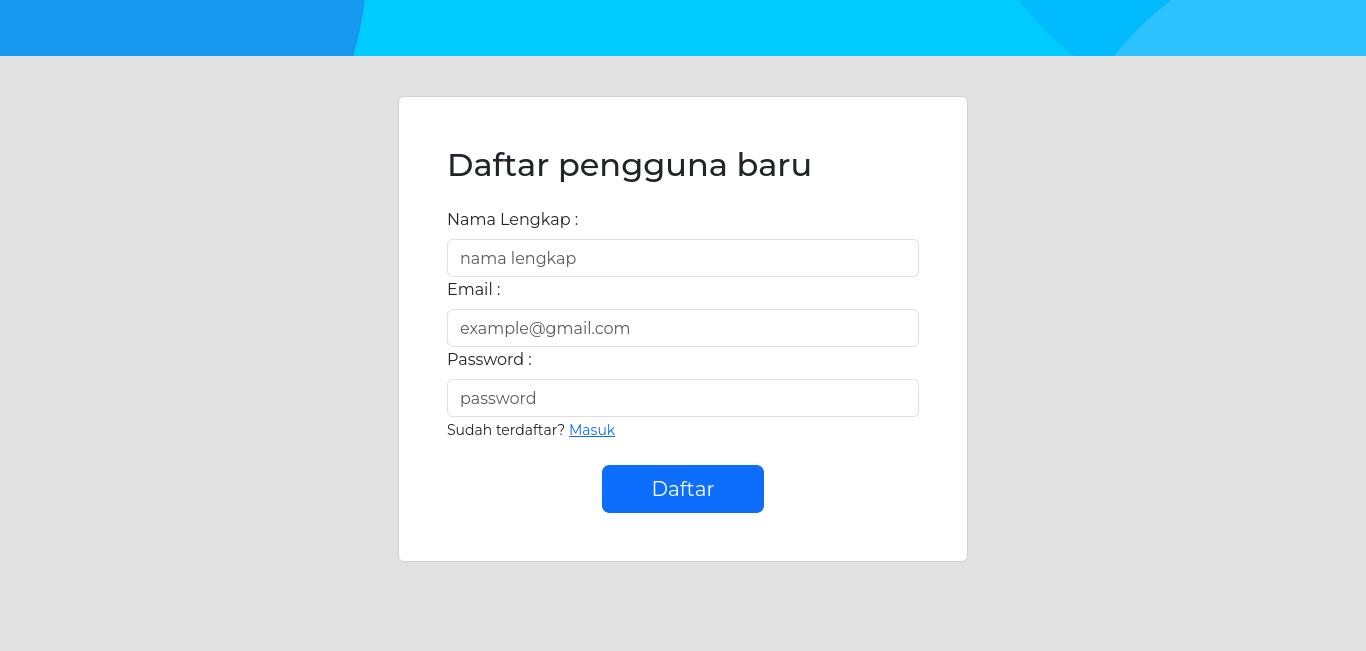 Daftar pengguna baru
Nama Lengkap :
nama lengkap
Email :
example@gmail.com
Password :
password
Sudah terdaftar? Masuk
Daftar